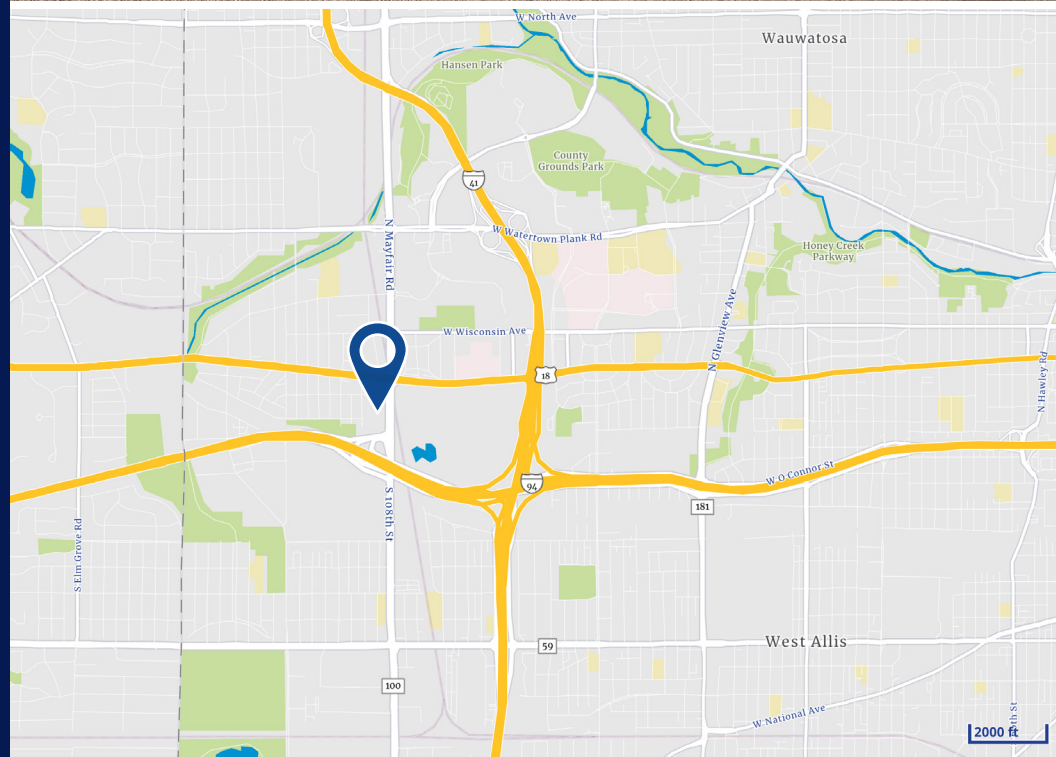 W North Ave
Wauwatosa
Hansen Park
County
Grounds Park
41
N Mayfair Rd
W Watertown Plank Rd
Honey Creek
Parkway
W Wisconsin Ave
N Glenview Ave
18
N Hawley Rd
W O Connor St
94
181
S 108th St
S Elm Grove Rd
59
West Allis
100
W National Ave
th St
2000 ft